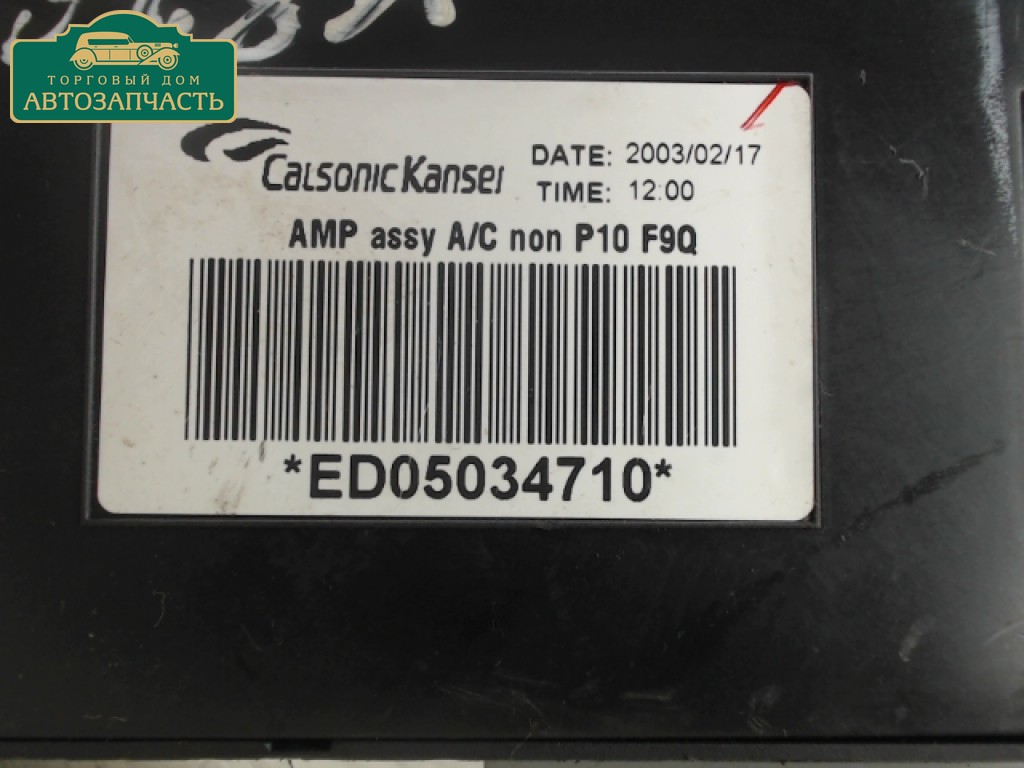 ТОРГОВЫЙ ДОМ
АВТОЗАПЧАСТЬ
CalsonicKansei
DATE: 2003/02/17
TIME: 12:00
AMP assy A/C non P10 F9Q
*ED05034710*